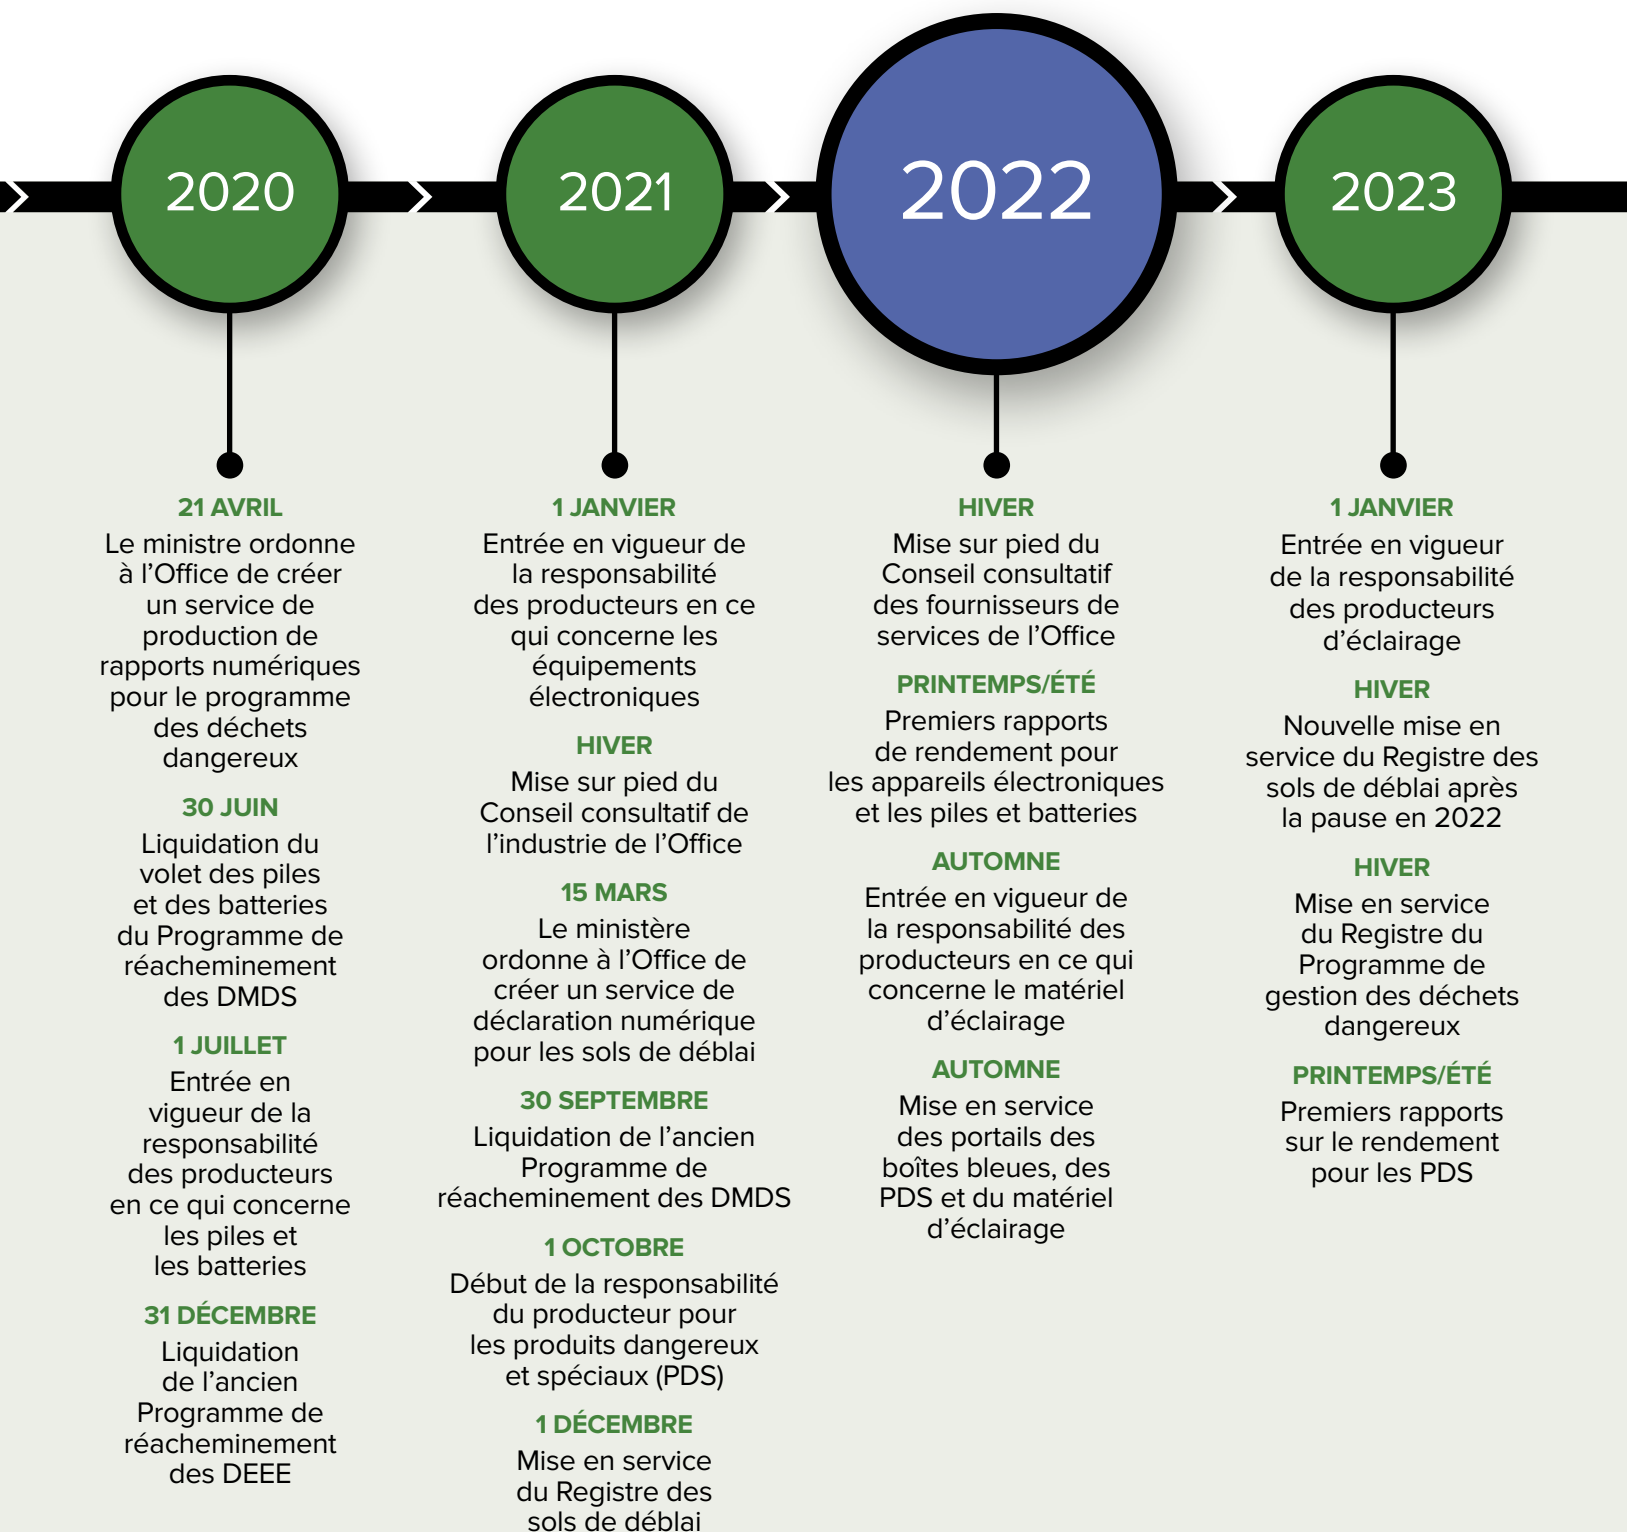 2020
21 AVRIL
Le ministre ordonne
à l’Office de créer
un service de
production de
rapports numériques
pour le programme
des déchets
dangereux
30 JUIN
Liquidation du
volet des piles
et des batteries
du Programme de
réacheminement
des DMDS
1 JUILLET
Entrée en
vigueur de la
responsabilité
des producteurs
en ce qui concerne
les piles et
les batteries
31 DÉCEMBRE
Liquidation
de l’ancien
Programme de
réacheminement
des DEEE
2021
1 JANVIER
Entrée en vigueur de
la responsabilité
des producteurs en ce
qui concerne les
équipements
électroniques
HIVER
Mise sur pied du
Conseil consultatif de
l’industrie de l’Office
15 MARS
Le ministère
ordonne à l’Office de
créer un service de
déclaration numérique
pour les sols de déblai
30 SEPTEMBRE
Liquidation de l’ancien
Programme de
réacheminement des DMDS
1 OCTOBRE
Début de la responsabilité
du producteur pour
les produits dangereux
et spéciaux (PDS)
1 DÉCEMBRE
Mise en service
du Registre des
sols de déblai
2022
HIVER
Mise sur pied du
Conseil consultatif
des fournisseurs de
services de l’Office
PRINTEMPS/ÉTÉ
Premiers rapports
de rendement pour
les appareils électroniques
et les piles et batteries
AUTOMNE
Entrée en vigueur de
la responsabilité des
producteurs en ce qui
concerne le matériel
d’éclairage
AUTOMNE
Mise en service
des portails des
boîtes bleues, des
PDS et du matériel
d’éclairage
2023
1 JANVIER
Entrée en vigueur
de la responsabilité
des producteurs
d’éclairage
HIVER
Nouvelle mise en
service du Registre des
sols de déblai après
la pause en 2022
HIVER
Mise en service
du Registre du
Programme de
gestion des déchets
dangereux
PRINTEMPS/ÉTÉ
Premiers rapports
sur le rendement
pour les PDS